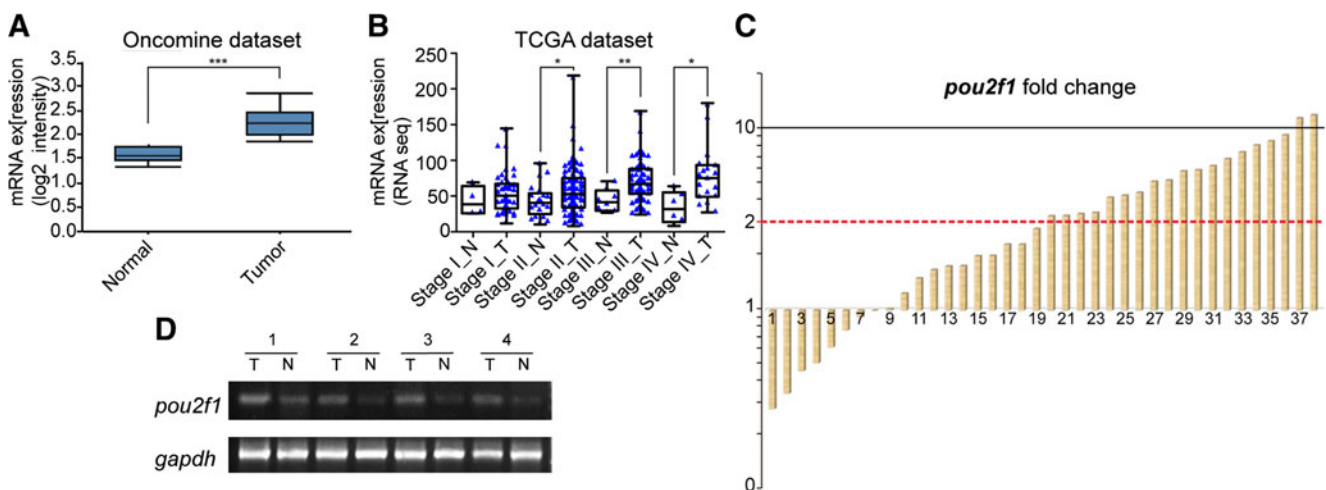 A
Oncomine dataset
mRNA ex[ression
(log2 intensity)
3.5
3.0
2.5
2.0
1.5
1.0
0.5
0.0
***
Normal
Tumor
B
TCGA dataset
mRNA ex[ression
(RNA seq)
250
200
150
100
50
0
*
**
*
Stage I_N
Stage I_T
Stage II_N
Stage II_T
Stage III_N
Stage III_T
Stage IV_N
Stage IV_T
C
pou2f1 fold change
10
2
1
0
1 3 5 7 9 11 13 15 17 19 21 23 25 27 29 31 33 35 37
D
1 2 3 4
T N T N T N T N
pou2f1
gapdh